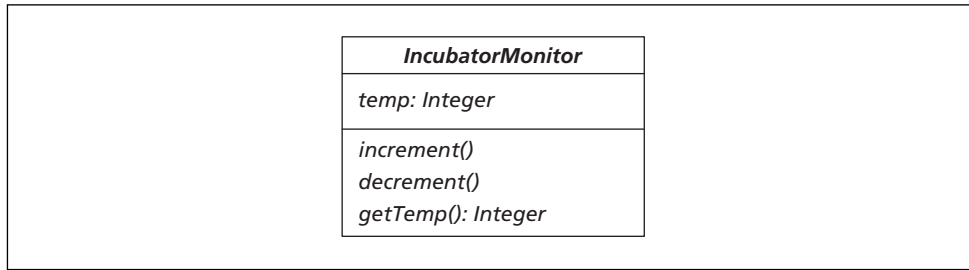 IncubatorMonitor
temp: Integer
increment()
decrement()
getTemp(): Integer